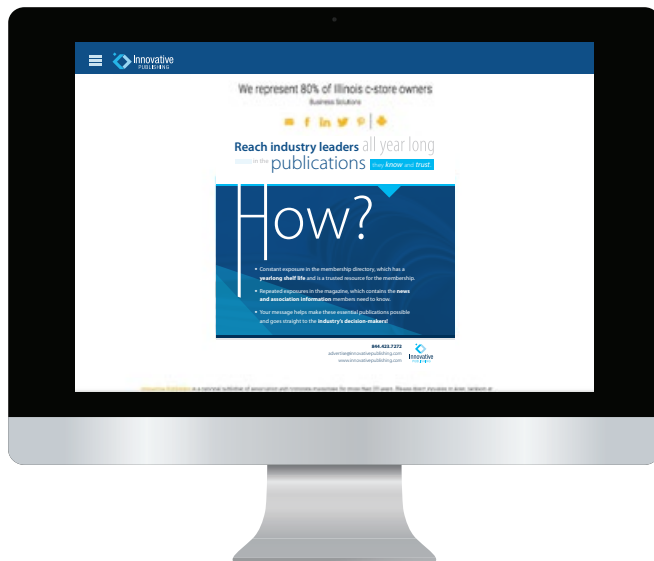 Innovative
PUBLISHING
We represent 80% of Illinois c-store owners
Business Solutions
Reach industry leaders all year long
in the publications they know and trust.
How?
• Constant exposure in the membership directory, which has a
yearlong shelf life and is a trusted resource for the membership.
• Repeated exposures in the magazine, which contains the news
and association information members need to know.
• Your message helps make these essential publications possible
and goes straight to the industry's decision-makers!
844.423.7272
advertise@innovativepublishing.com
www.innovativepublishing.com
Innovative
PUBLISHING